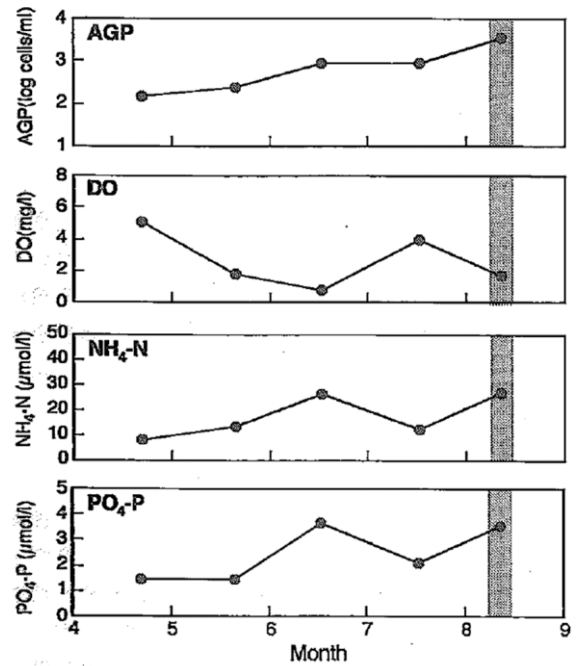 AGP
AGP(log cells/ml)
4
3
2
1
DO
DO(mg/l)
8
6
4
2
0
NH₄-N
NH₄-N (μmol/l)
50
40
30
20
10
0
PO₄-P
PO₄-P (μmol/l)
5
4
3
2
1
0
4 5 6 7 8 9
Month